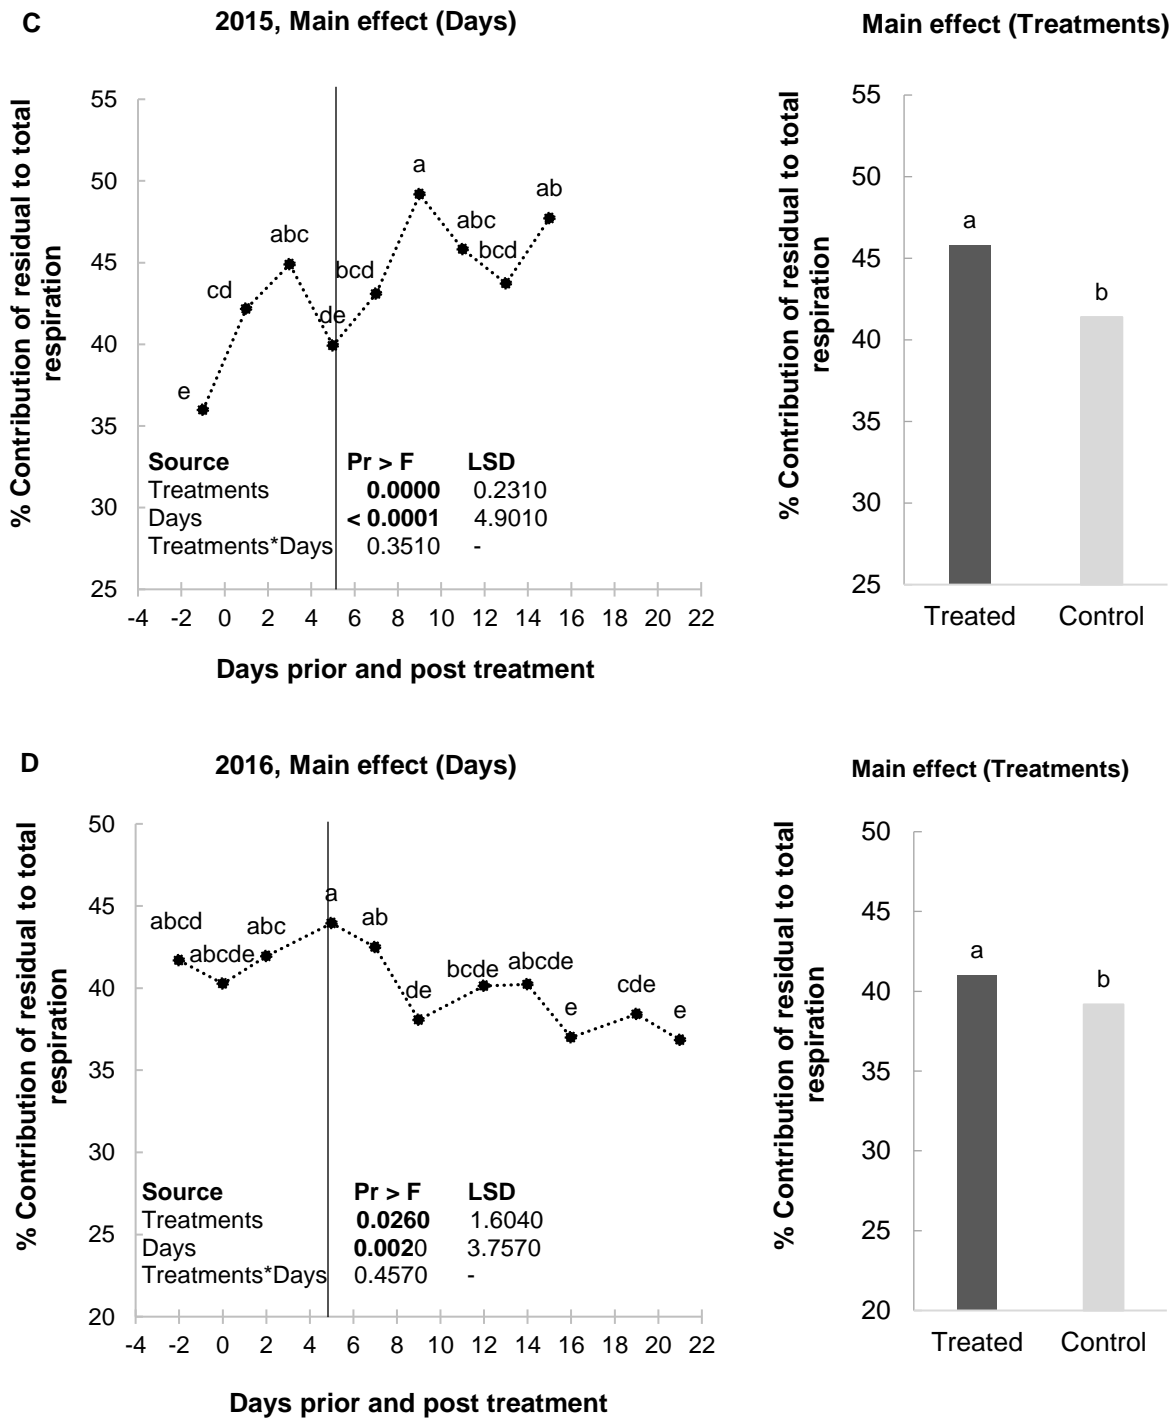 C
2015, Main effect (Days)
% Contribution of residual to total
respiration
55
50
45
40
35
30
25
e
cd
abc
de
bcd
a
abc
bcd
ab
Source Pr > F LSD
Treatments 0.0000 0.2310
Days < 0.0001 4.9010
Treatments*Days 0.3510 -
-4 -2 0 2 4 6 8 10 12 14 16 18 20 22
Days prior and post treatment
Main effect (Treatments)
% Contribution of residual to total
respiration
55
50
45
40
35
30
25
a
b
Treated Control
D
2016, Main effect (Days)
% Contribution of residual to total
respiration
50
45
40
35
30
25
20
abcd
abcde
abc
a
ab
de
bcde
abcde
e
cde
e
Source Pr > F LSD
Treatments 0.0260 1.6040
Days 0.0020 3.7570
Treatments*Days 0.4570 -
-4 -2 0 2 4 6 8 10 12 14 16 18 20 22
Days prior and post treatment
Main effect (Treatments)
% Contribution of residual to total
respiration
50
45
40
35
30
25
20
a
b
Treated Control